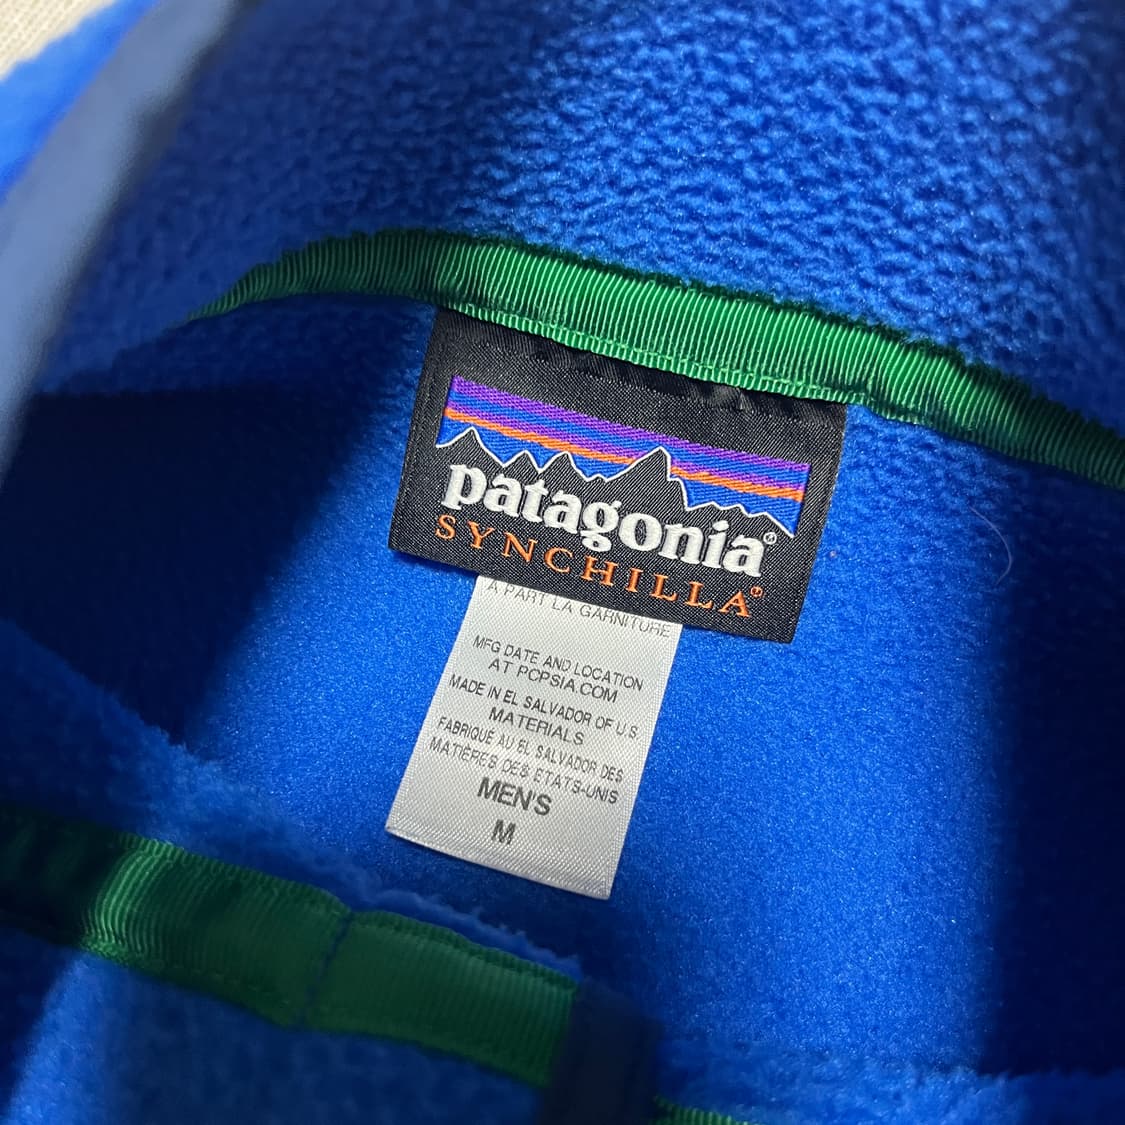 patagonia®
SYNCHILLA®
À PART LA GARNITURE
MFG DATE AND LOCATION
AT PCPSIA.COM
MADE IN EL SALVADOR OF U.S.
MATERIALS
FABRIQUÉ AU EL SALVADOR DES
MATIÈRES DES ÉTATS-UNIS
MEN'S
M